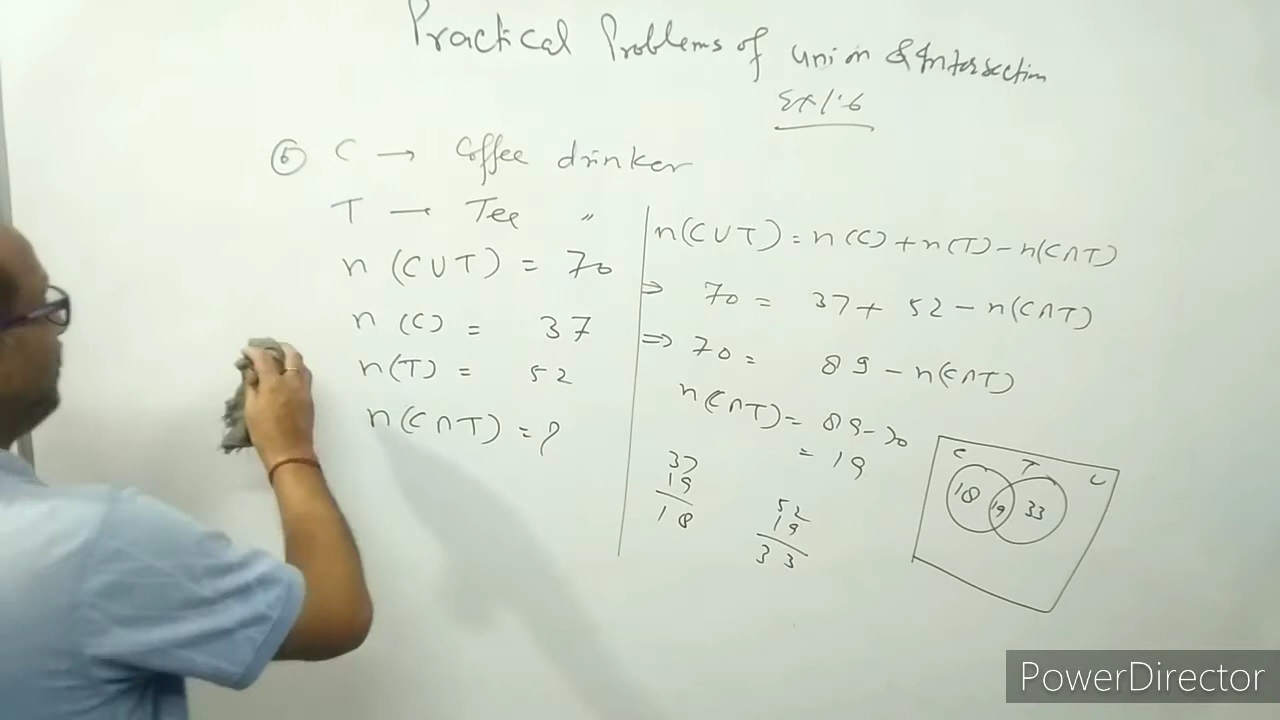 Practical Problems of Union & Intersection
Ex 1.6
⑥ C → Coffee drinker
T → Tee "
n (C ∪ T) = 70
n (C) = 37
n(T) = 52
n(C ∩ T) = ?
n(C ∪ T) = n(C) + n(T) - n(C ∩ T)
⇒ 70 = 37 + 52 - n(C ∩ T)
⇒ 70 = 89 - n(C ∩ T)
n(C ∩ T) = 89 - 70
= 19
37
19
18
52
19
33
C T U
18 19 33
PowerDirector